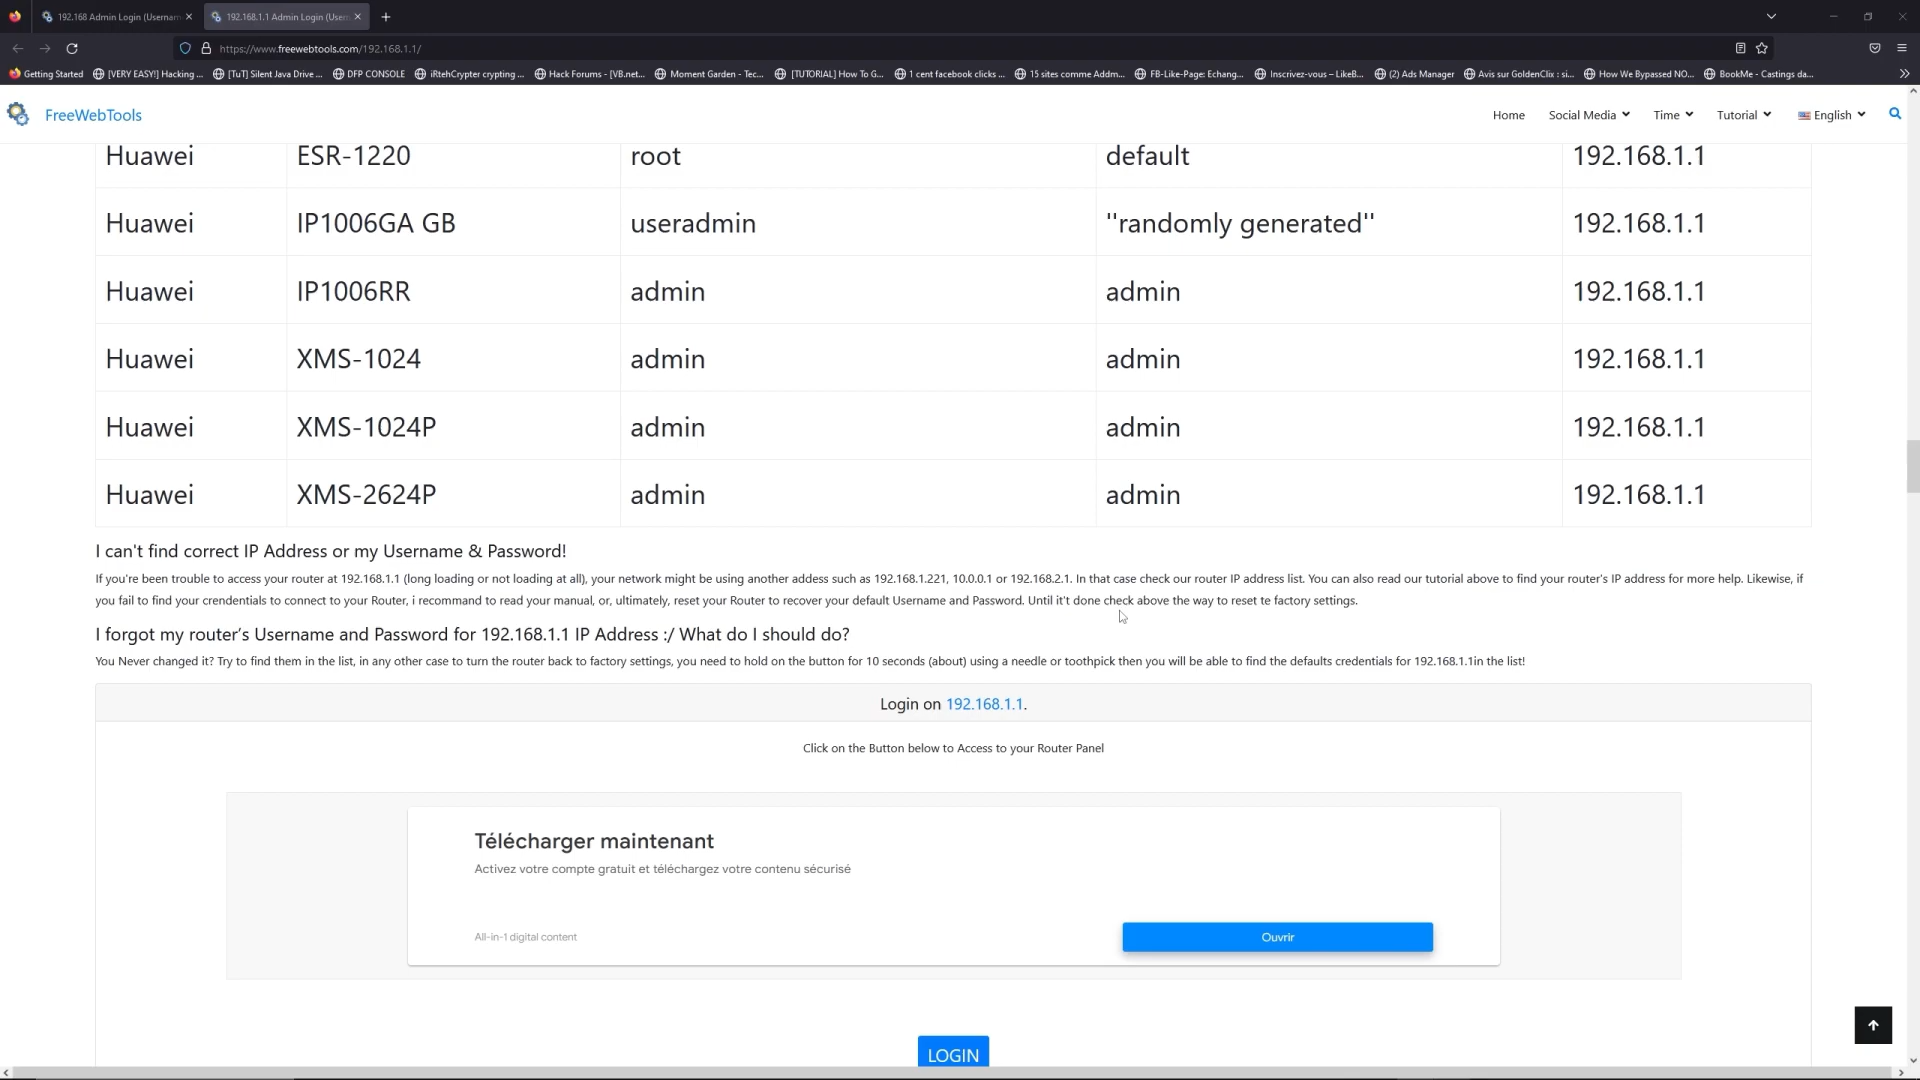 192.168 Admin Login (Usernam
192.168.1.1 Admin Login (User
https://www.freewebtools.com/192.168.1.1/
Getting Started
[VERY EASY!] Hacking ...
[TuT] Silent Java Drive ...
DFP CONSOLE
iRtehCrypter crypting ...
Hack Forums - [VB.net...
Moment Garden - Tec...
[TUTORIAL] How To G...
1 cent facebook clicks ...
15 sites comme Addm...
FB-Like-Page: Echang...
Inscrivez-vous – LikeB...
(2) Ads Manager
Avis sur GoldenClix : si...
How We Bypassed NO...
BookMe - Castings da...
FreeWebTools
Home
Social Media
Time
Tutorial
English
Huawei ESR-1220 root default 192.168.1.1
Huawei IP1006GA GB useradmin ''randomly generated'' 192.168.1.1
Huawei IP1006RR admin admin 192.168.1.1
Huawei XMS-1024 admin admin 192.168.1.1
Huawei XMS-1024P admin admin 192.168.1.1
Huawei XMS-2624P admin admin 192.168.1.1
I can't find correct IP Address or my Username & Password!
If you're been trouble to access your router at 192.168.1.1 (long loading or not loading at all), your network might be using another addess such as 192.168.1.221, 10.0.0.1 or 192.168.2.1. In that case check our router IP address list. You can also read our tutorial above to find your router's IP address for more help. Likewise, if
you fail to find your crendentials to connect to your Router, i recommand to read your manual, or, ultimately, reset your Router to recover your default Username and Password. Until it't done check above the way to reset te factory settings.
I forgot my router’s Username and Password for 192.168.1.1 IP Address :/ What do I should do?
You Never changed it? Try to find them in the list, in any other case to turn the router back to factory settings, you need to hold on the button for 10 seconds (about) using a needle or toothpick then you will be able to find the defaults credentials for 192.168.1.1in the list!
Login on 192.168.1.1.
Click on the Button below to Access to your Router Panel
Télécharger maintenant
Activez votre compte gratuit et téléchargez votre contenu sécurisé
All-in-1 digital content
Ouvrir
LOGIN